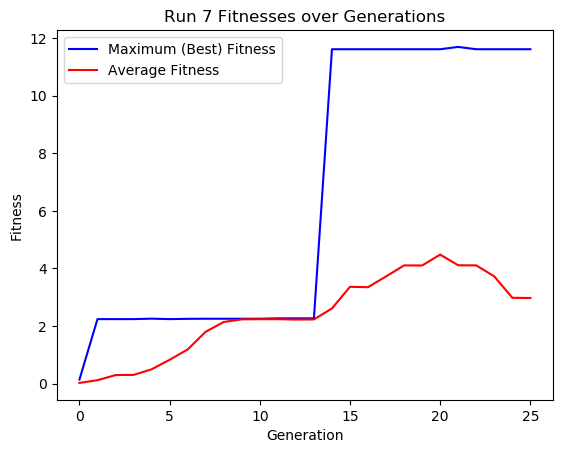 Run 7 Fitnesses over Generations
Maximum (Best) Fitness
Average Fitness
12
10
8
6
4
2
0
Fitness
0 5 10 15 20 25
Generation